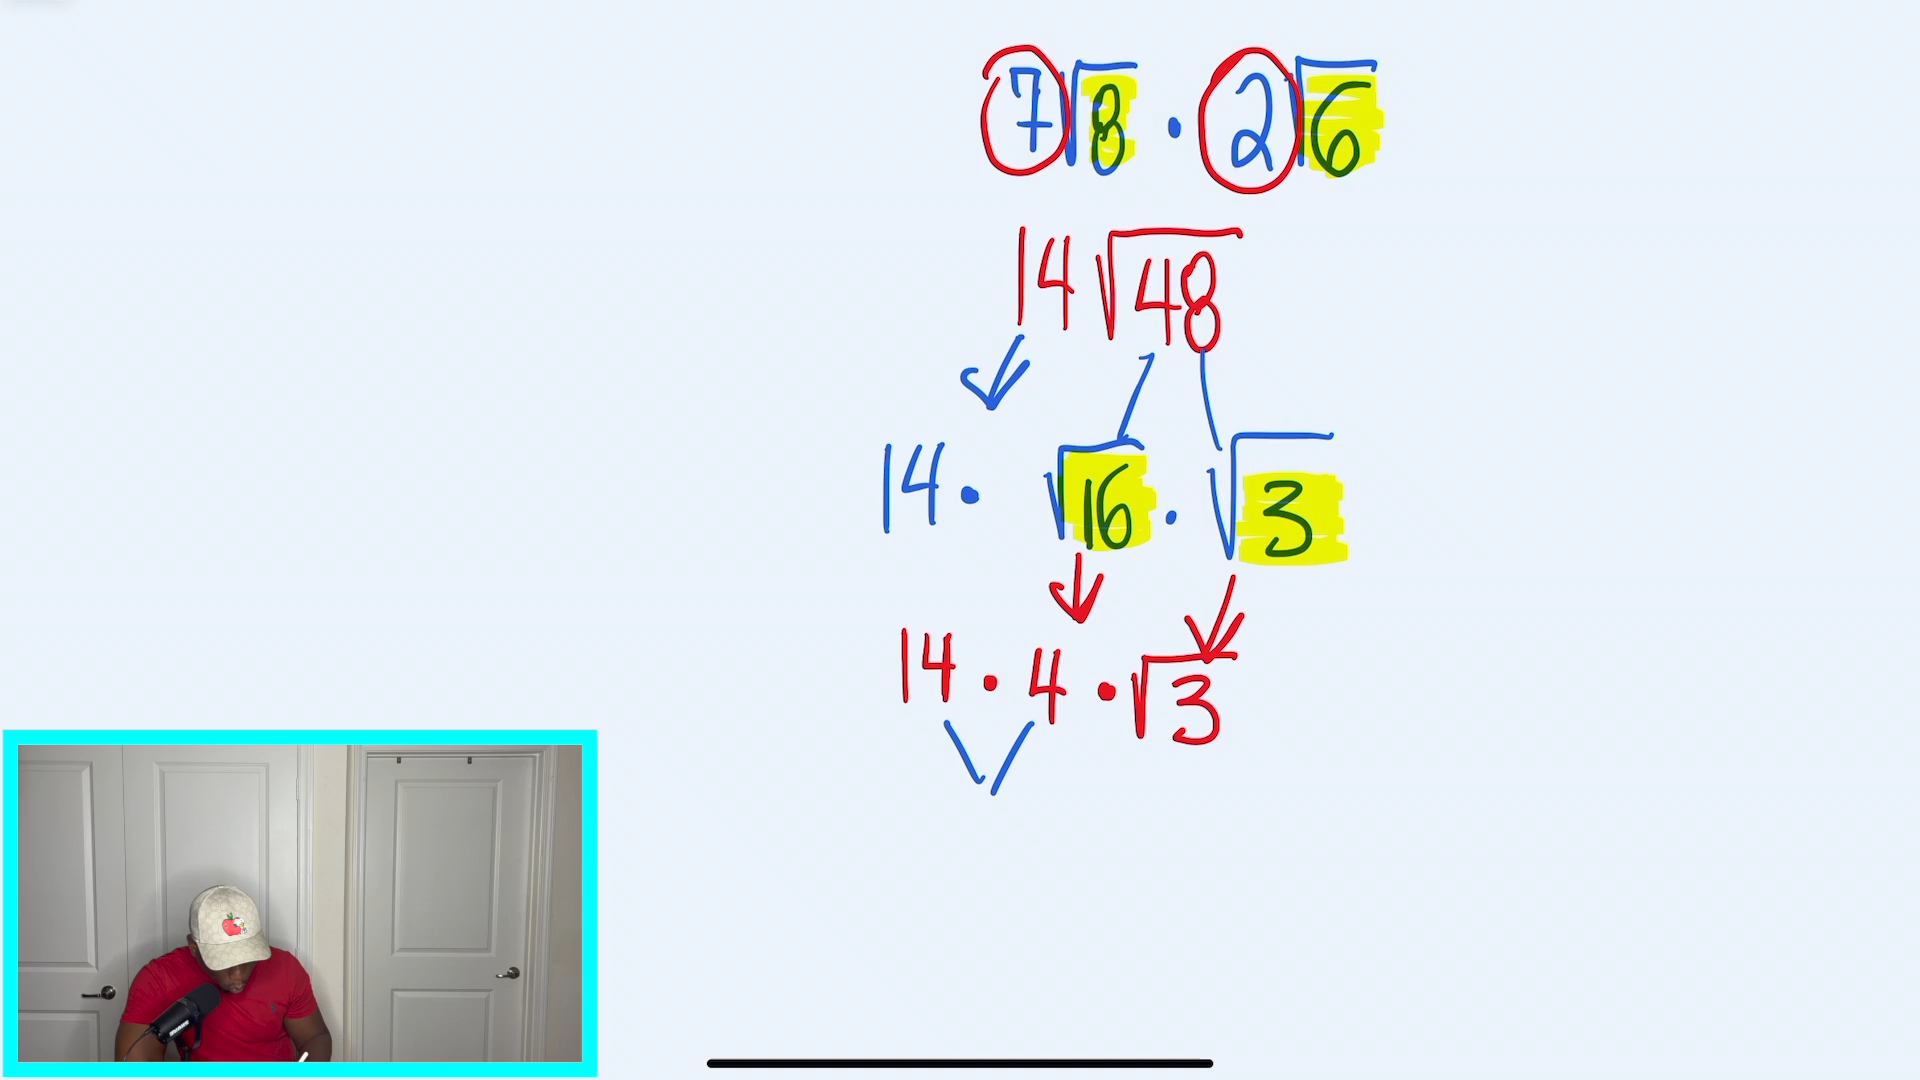 7√8 · 2√6
14√48
14 · √16 · √3
14 · 4 · √3